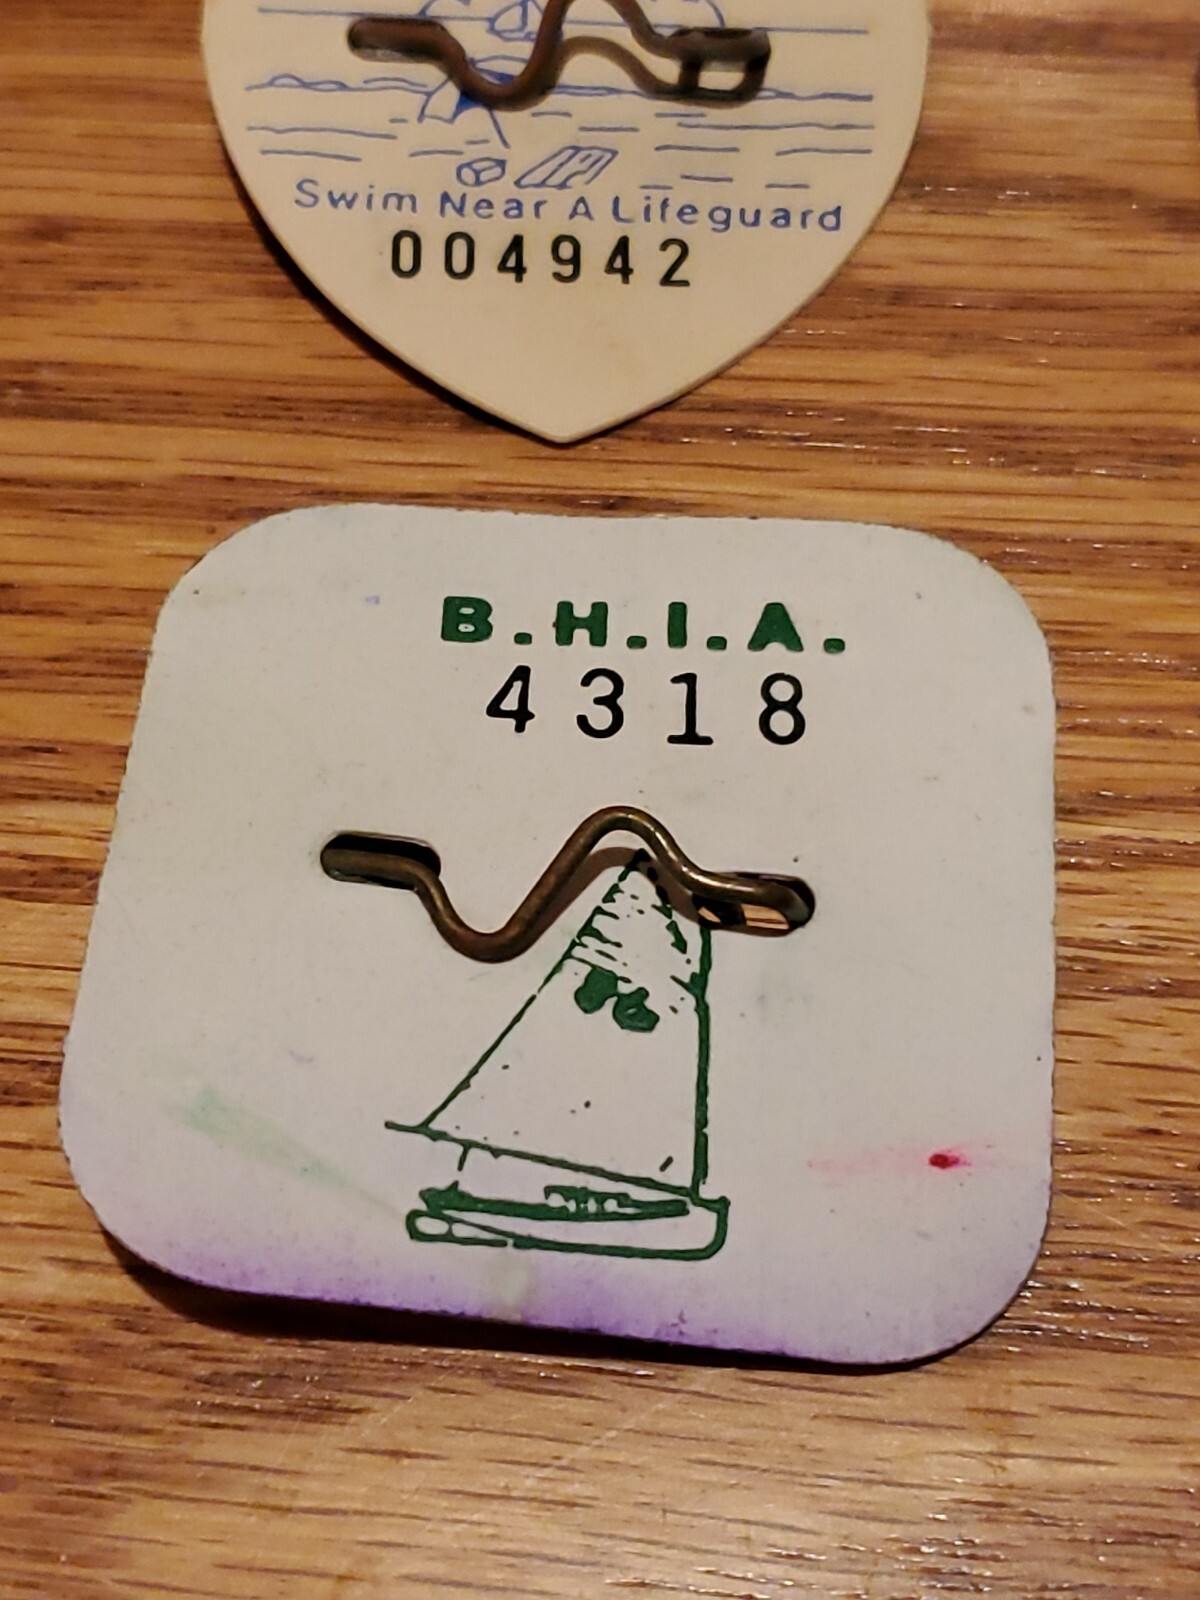 Swim Near A Lifeguard
004942
B.H.I.A.
4318